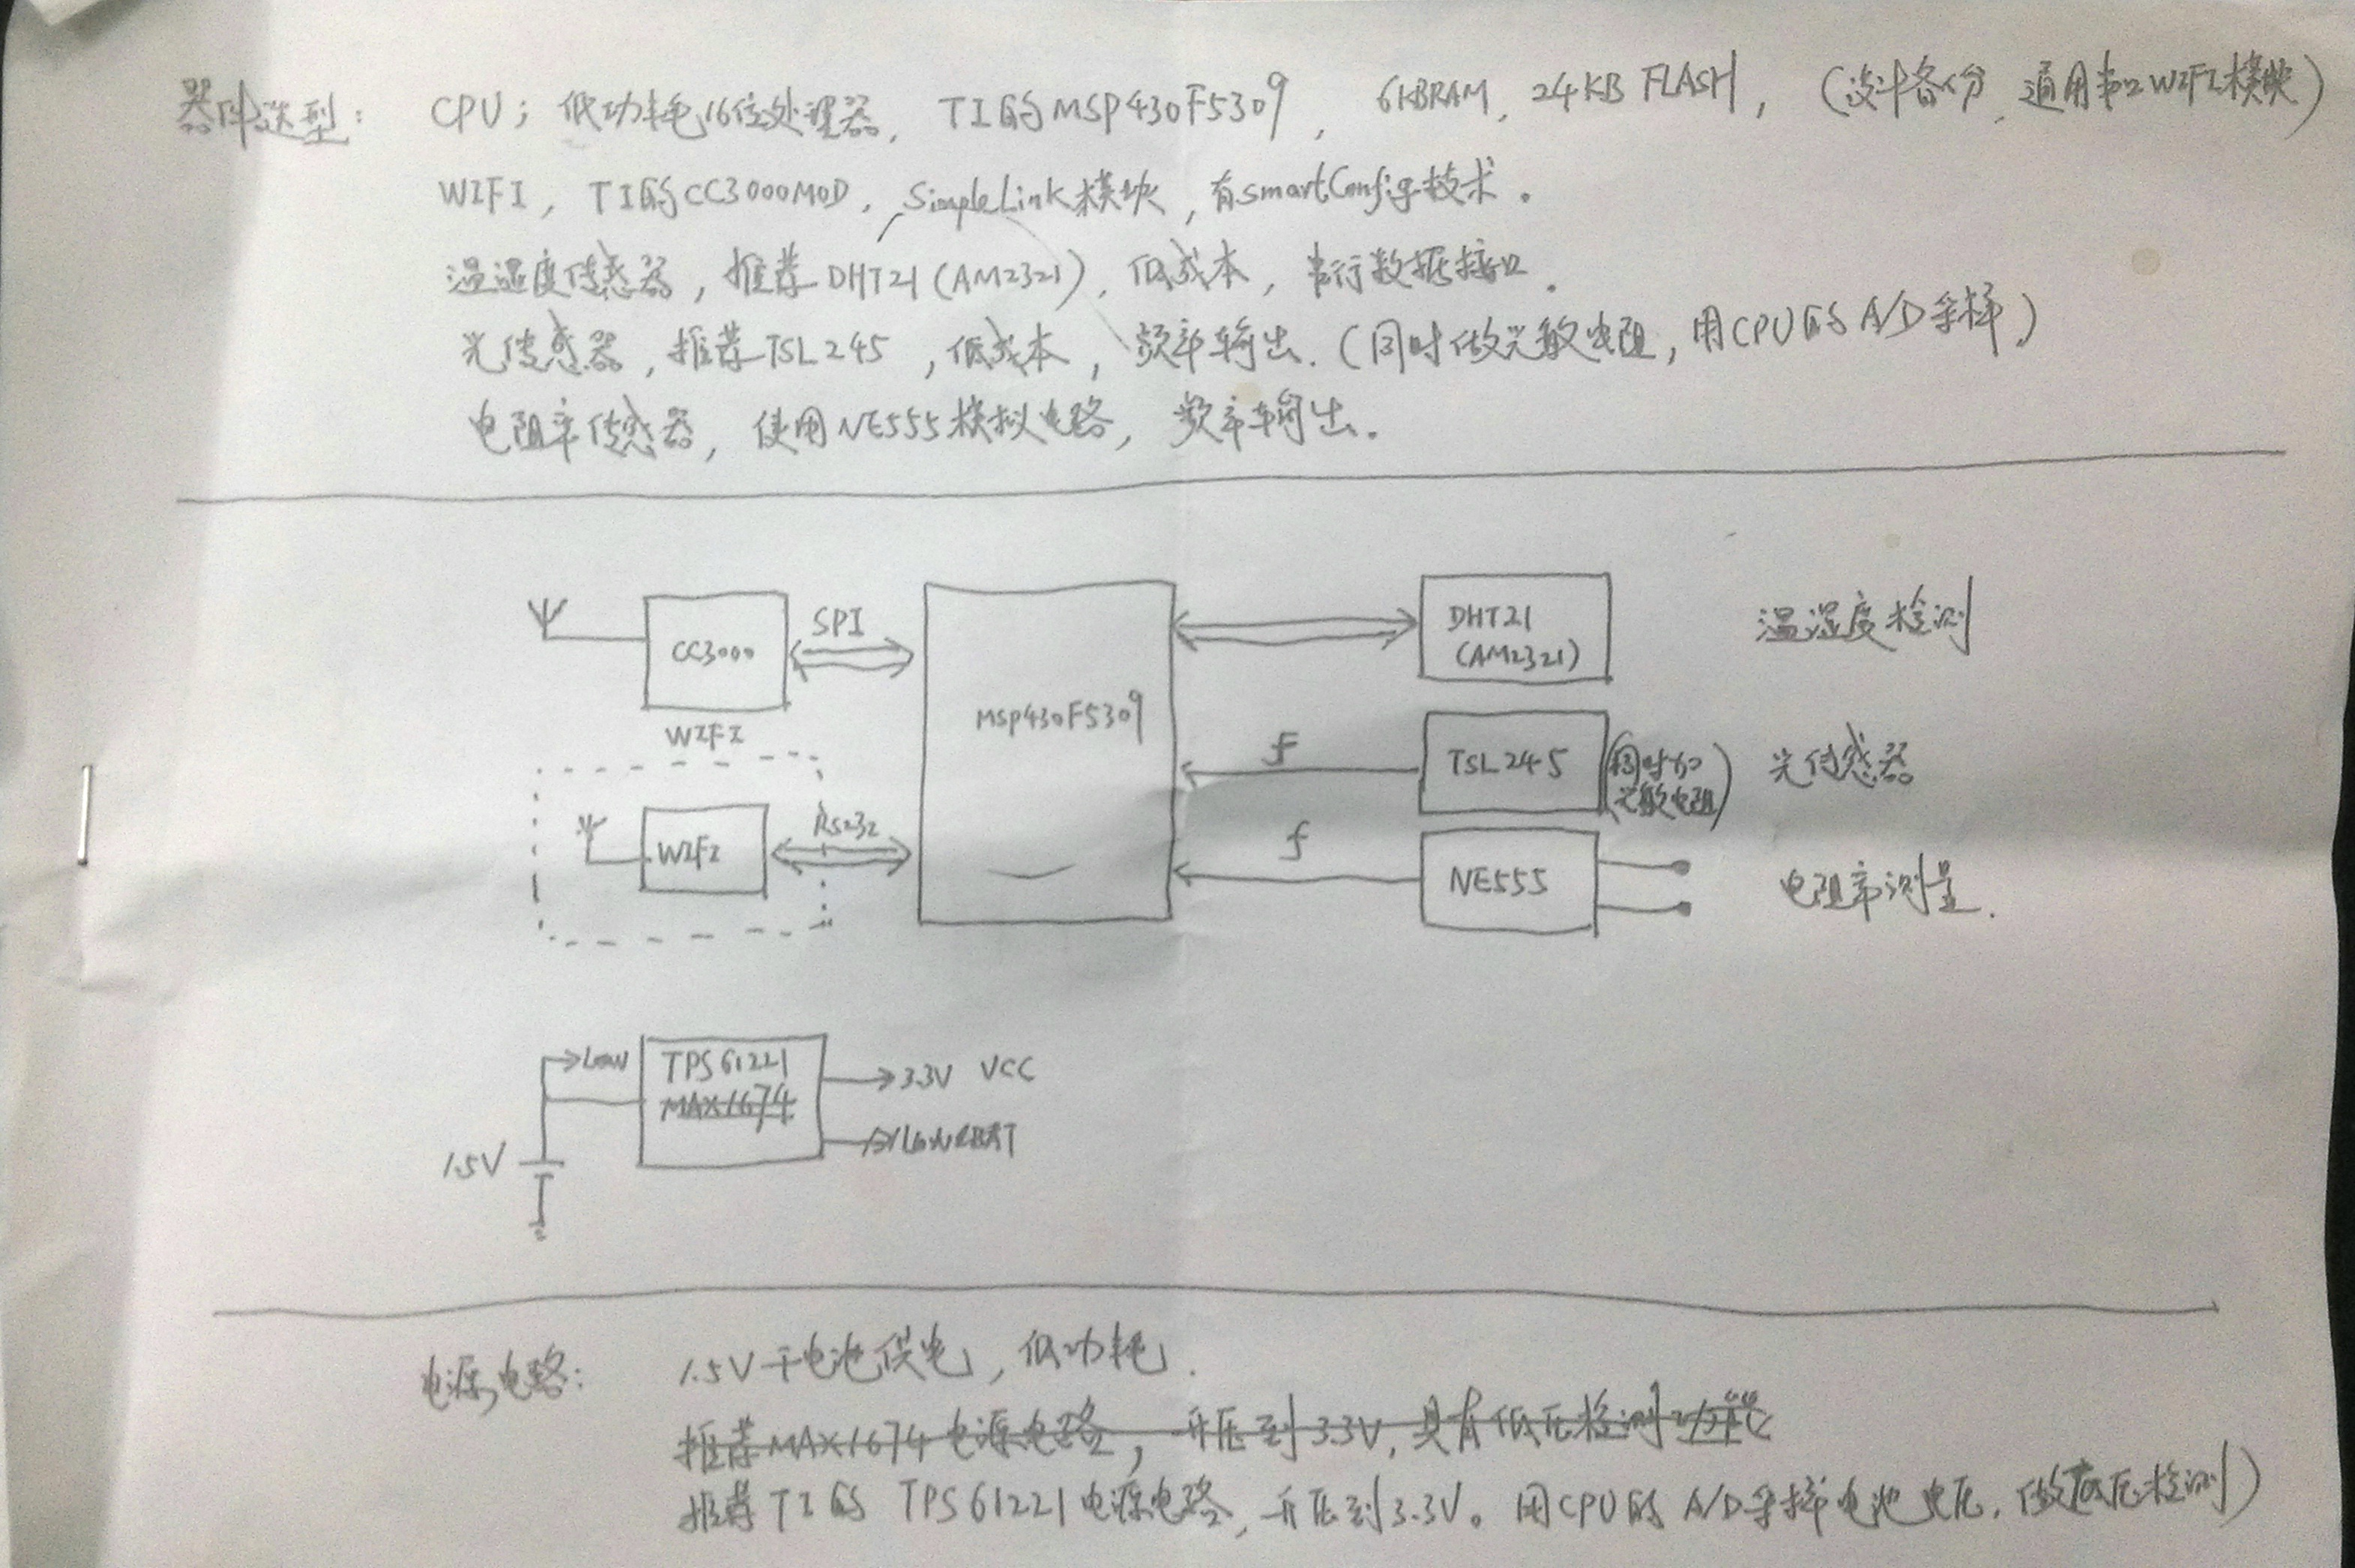 器件选型: CPU; 低功耗16位处理器, TI的MSP430F5309, 6KBRAM, 24KB FLASH, (设计备份, 通用串口WIFI模块)
WIFI, TI的CC3000MOD, SimpleLink模块, 有SmartConfig技术。
温湿度传感器, 推荐DHT21(AM2321), 低成本, 串行数据接口。
光传感器, 推荐TSL245, 低成本, 频率输出. (同时做光敏电阻, 用CPU的A/D采样)
电阻率传感器, 使用NE555模拟电路, 频率输出。
CC3000
SPI
WIFI
WIFI
RS232
MSP430F5309
DHT21
(AM2321)
温湿度检测
f
TSL245
(同时如
光敏电阻)
光传感器
f
NE555
电阻率测量.
LOW
TPS61221
MAX1674
3.3V VCC
1.5V
电源电路: 1.5V干电池供电, 低功耗.
推荐MAX1674电源电路, 升压到3.3V, 具有低压检测功能
推荐TI的TPS61221电源电路, 升压到3.3V。用CPU的A/D采样电池电压, 做低压检测)